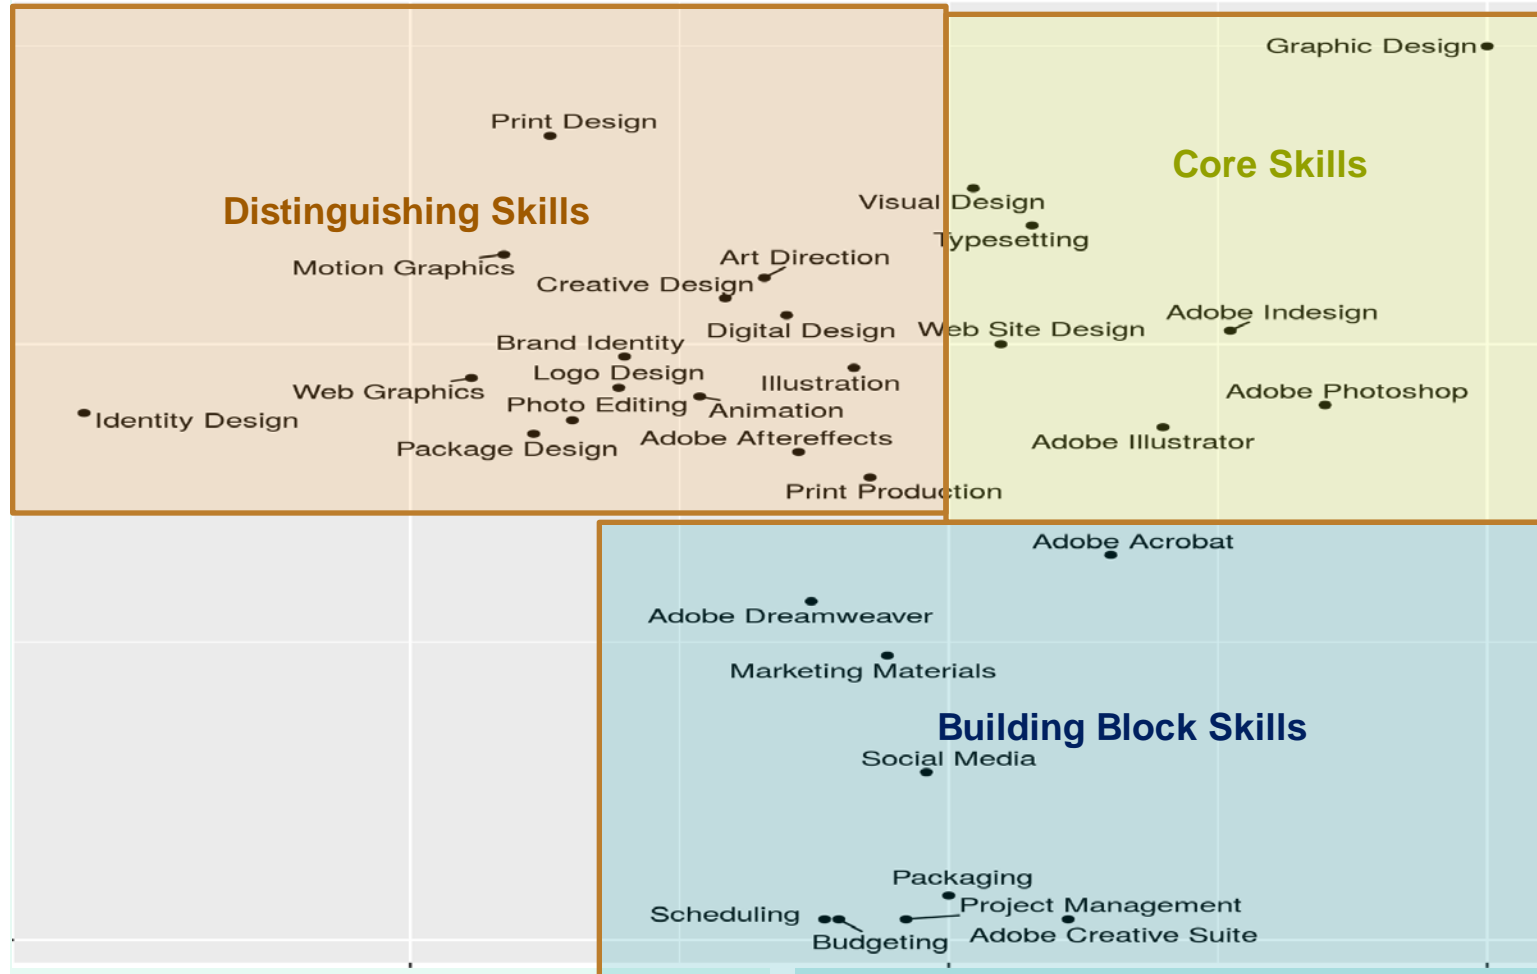 Graphic Design
Print Design
Core Skills
Distinguishing Skills
Visual Design
Typesetting
Motion Graphics
Art Direction
Creative Design
Adobe Indesign
Digital Design
Web Site Design
Brand Identity
Logo Design
Illustration
Web Graphics
Adobe Photoshop
Photo Editing
Animation
Identity Design
Adobe Aftereffects
Adobe Illustrator
Package Design
Print Production
Adobe Acrobat
Adobe Dreamweaver
Marketing Materials
Building Block Skills
Social Media
Packaging
Project Management
Scheduling
Budgeting
Adobe Creative Suite